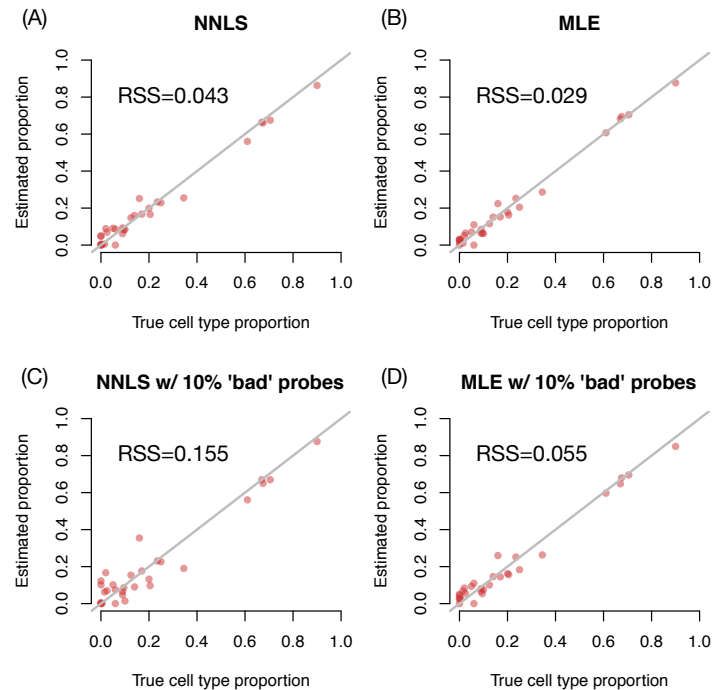 (A)
NNLS
RSS=0.043
Estimated proportion
0.0 0.2 0.4 0.6 0.8 1.0
0.0 0.2 0.4 0.6 0.8 1.0
True cell type proportion
(B)
MLE
RSS=0.029
Estimated proportion
0.0 0.2 0.4 0.6 0.8 1.0
0.0 0.2 0.4 0.6 0.8 1.0
True cell type proportion
(C)
NNLS w/ 10% 'bad' probes
RSS=0.155
Estimated proportion
0.0 0.2 0.4 0.6 0.8 1.0
0.0 0.2 0.4 0.6 0.8 1.0
True cell type proportion
(D)
MLE w/ 10% 'bad' probes
RSS=0.055
Estimated proportion
0.0 0.2 0.4 0.6 0.8 1.0
0.0 0.2 0.4 0.6 0.8 1.0
True cell type proportion